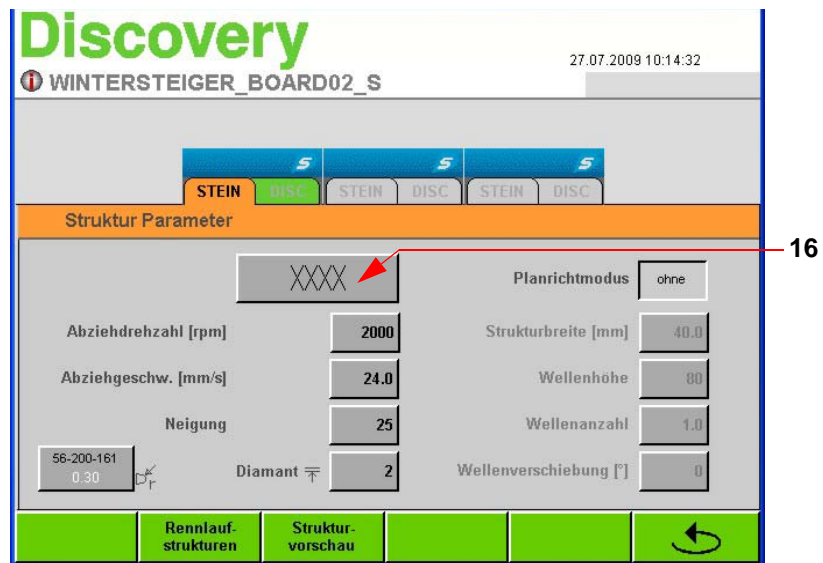 Discovery
27.07.2009 10:14:32
WINTERSTEIGER_BOARD02_S
S S S
STEIN DISC STEIN DISC STEIN DISC
Struktur Parameter
16
XXXX Planrichtmodus ohne
Abziehdrehzahl [rpm] 2000 Strukturbreite [mm] 40.0
Abziehgeschw. [mm/s] 24.0 Wellenhöhe 80
Neigung 25 Wellenanzahl 1.0
56-200-161
0.30 r Diamant 2 Wellenverschiebung [°] 0
Rennlauf-
strukturen
Struktur-
vorschau